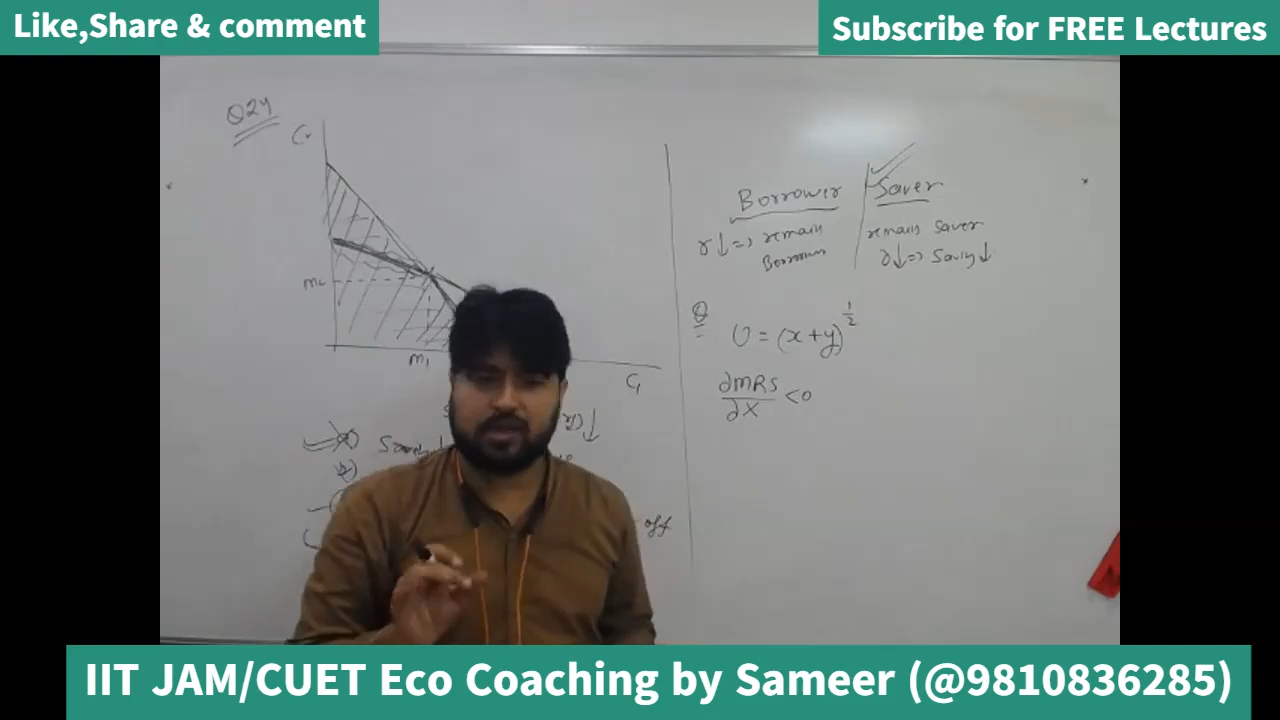 Like,Share & comment
Subscribe for FREE Lectures
Q24
C₂
m₂
m₁
C₁
off
Borrower
Saver
r↓ => remain
Borrower
remain saver
r↓ => Saving↓
Q
U = (x+y)^{1/2}
∂MRS/∂X < 0
IIT JAM/CUET Eco Coaching by Sameer (@9810836285)